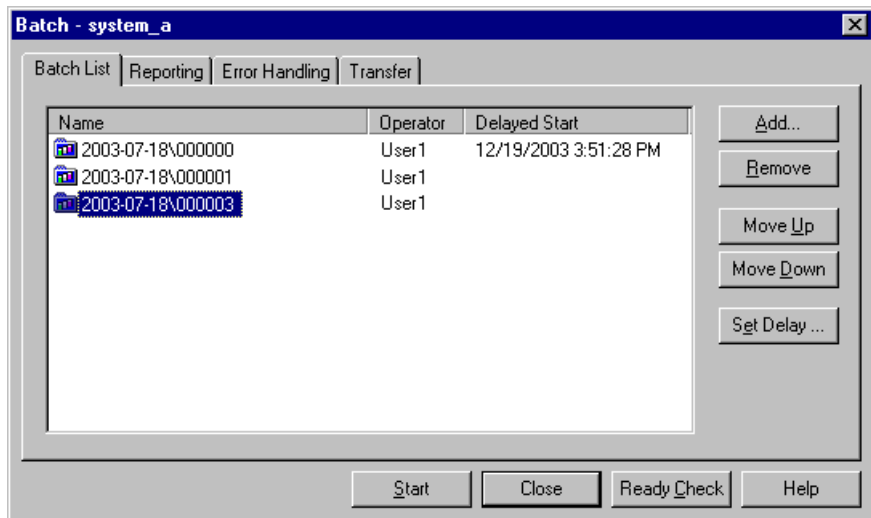 Batch - system_a
Batch List Reporting Error Handling Transfer
Name Operator Delayed Start
2003-07-18\000000 User1 12/19/2003 3:51:28 PM
2003-07-18\000001 User1
2003-07-18\000003 User1
Add...
Remove
Move Up
Move Down
Set Delay ...
Start Close Ready Check Help